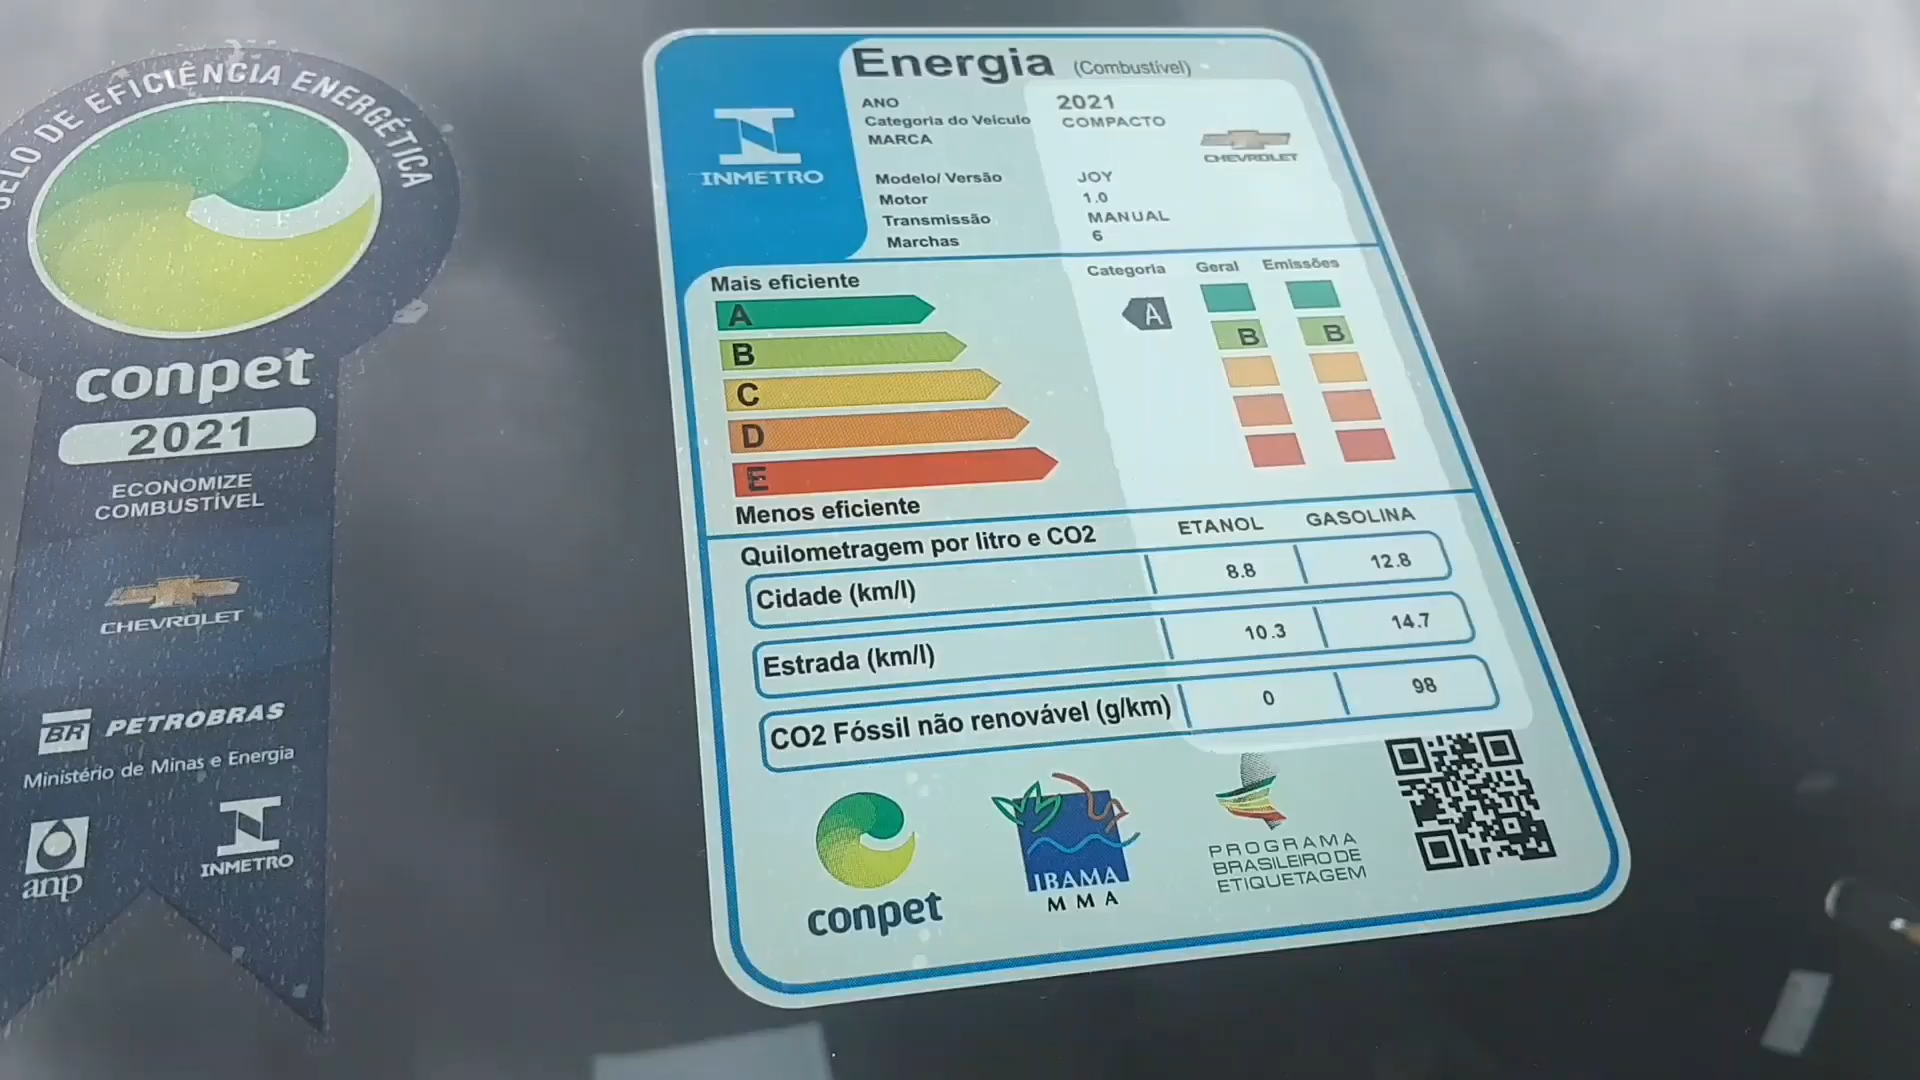 SELO DE EFICIÊNCIA ENERGÉTICA
conpet
2021
ECONOMIZE
COMBUSTÍVEL
CHEVROLET
BR PETROBRAS
Ministério de Minas e Energia
anp
INMETRO
INMETRO
Energia (Combustível)
ANO 2021
Categoria do Veículo COMPACTO
MARCA CHEVROLET
Modelo/ Versão JOY
Motor 1.0
Transmissão MANUAL
Marchas 6
Mais eficiente Categoria Geral Emissões
A A
B B B
C
D
E
Menos eficiente
Quilometragem por litro e CO2 ETANOL GASOLINA
Cidade (km/l) 8.8 12.8
Estrada (km/l) 10.3 14.7
CO2 Fóssil não renovável (g/km) 0 98
conpet
IBAMA
MMA
PROGRAMA
BRASILEIRO DE
ETIQUETAGEM